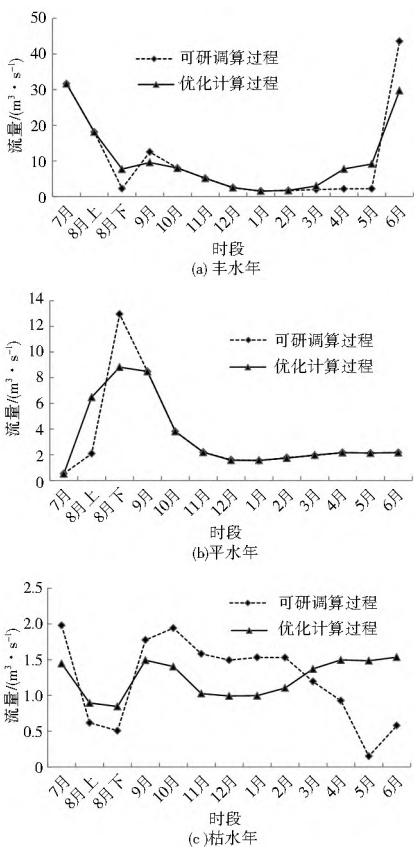 50
40
30
20
10
0
流量/(m³·s⁻¹)
可研调算过程
优化计算过程
7月
8月上
8月下
9月
10月
11月
12月
1月
2月
3月
4月
5月
6月
时段
(a)丰水年
14
12
10
8
6
4
2
0
流量/(m³·s⁻¹)
可研调算过程
优化计算过程
7月
8月上
8月下
9月
10月
11月
12月
1月
2月
3月
4月
5月
6月
时段
(b)平水年
2.5
2.0
1.5
1.0
0.5
0
流量/(m³·s⁻¹)
可研调算过程
优化计算过程
7月
8月上
8月下
9月
10月
11月
12月
1月
2月
3月
4月
5月
6月
时段
(c)枯水年